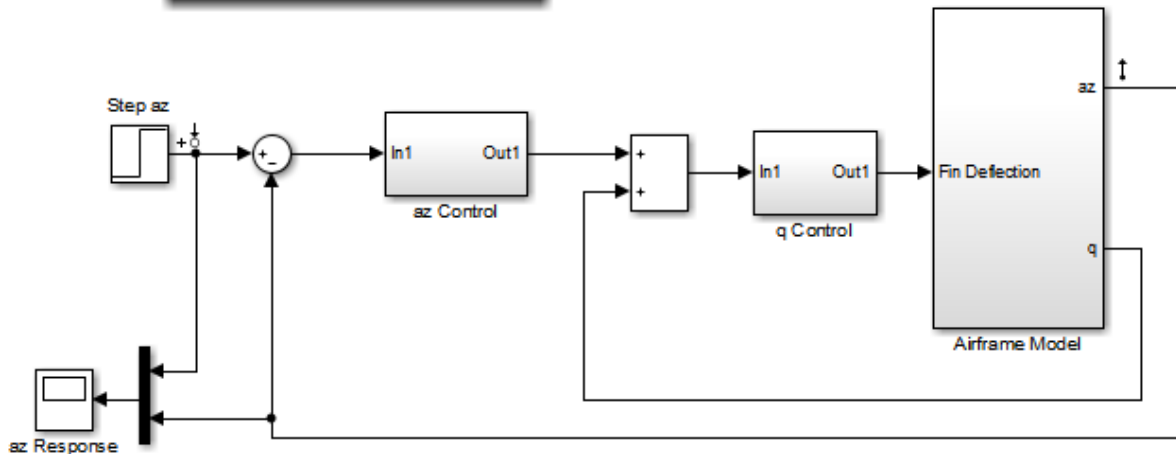 Step az
+
+
−
In1
Out1
az Control
+
+
In1
Out1
q Control
Fin Deflection
az
q
Airframe Model
az Response